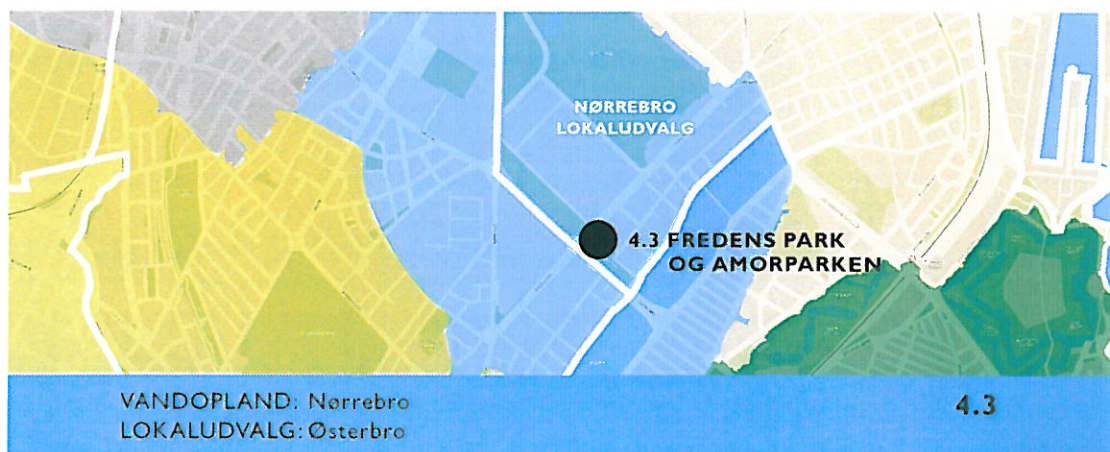 NØRREBRO
LOKALUDVALG
4.3 FREDENS PARK
OG AMORPARKEN
VANDOPLAND: Nørrebro
LOKALUDVALG: Østerbro
4.3